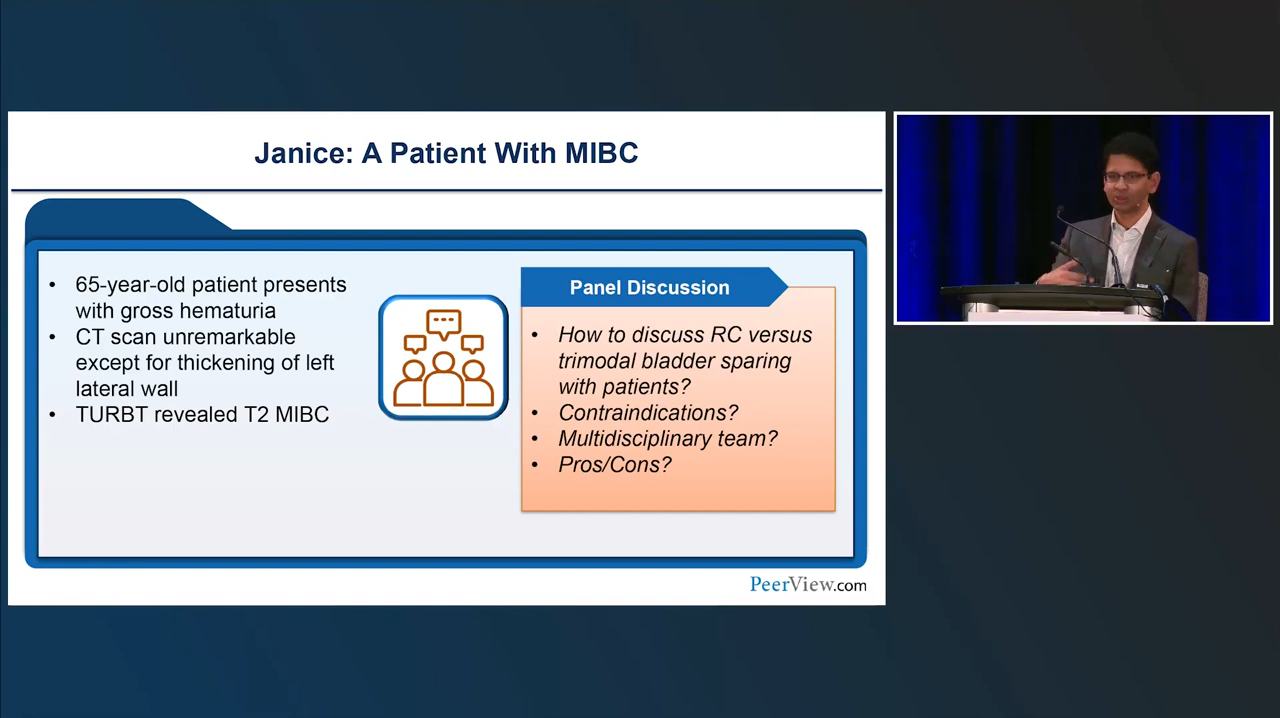 Janice: A Patient With MIBC
• 65-year-old patient presents
with gross hematuria
• CT scan unremarkable
except for thickening of left
lateral wall
• TURBT revealed T2 MIBC
Panel Discussion
• How to discuss RC versus
trimodal bladder sparing
with patients?
• Contraindications?
• Multidisciplinary team?
• Pros/Cons?
PeerView.com